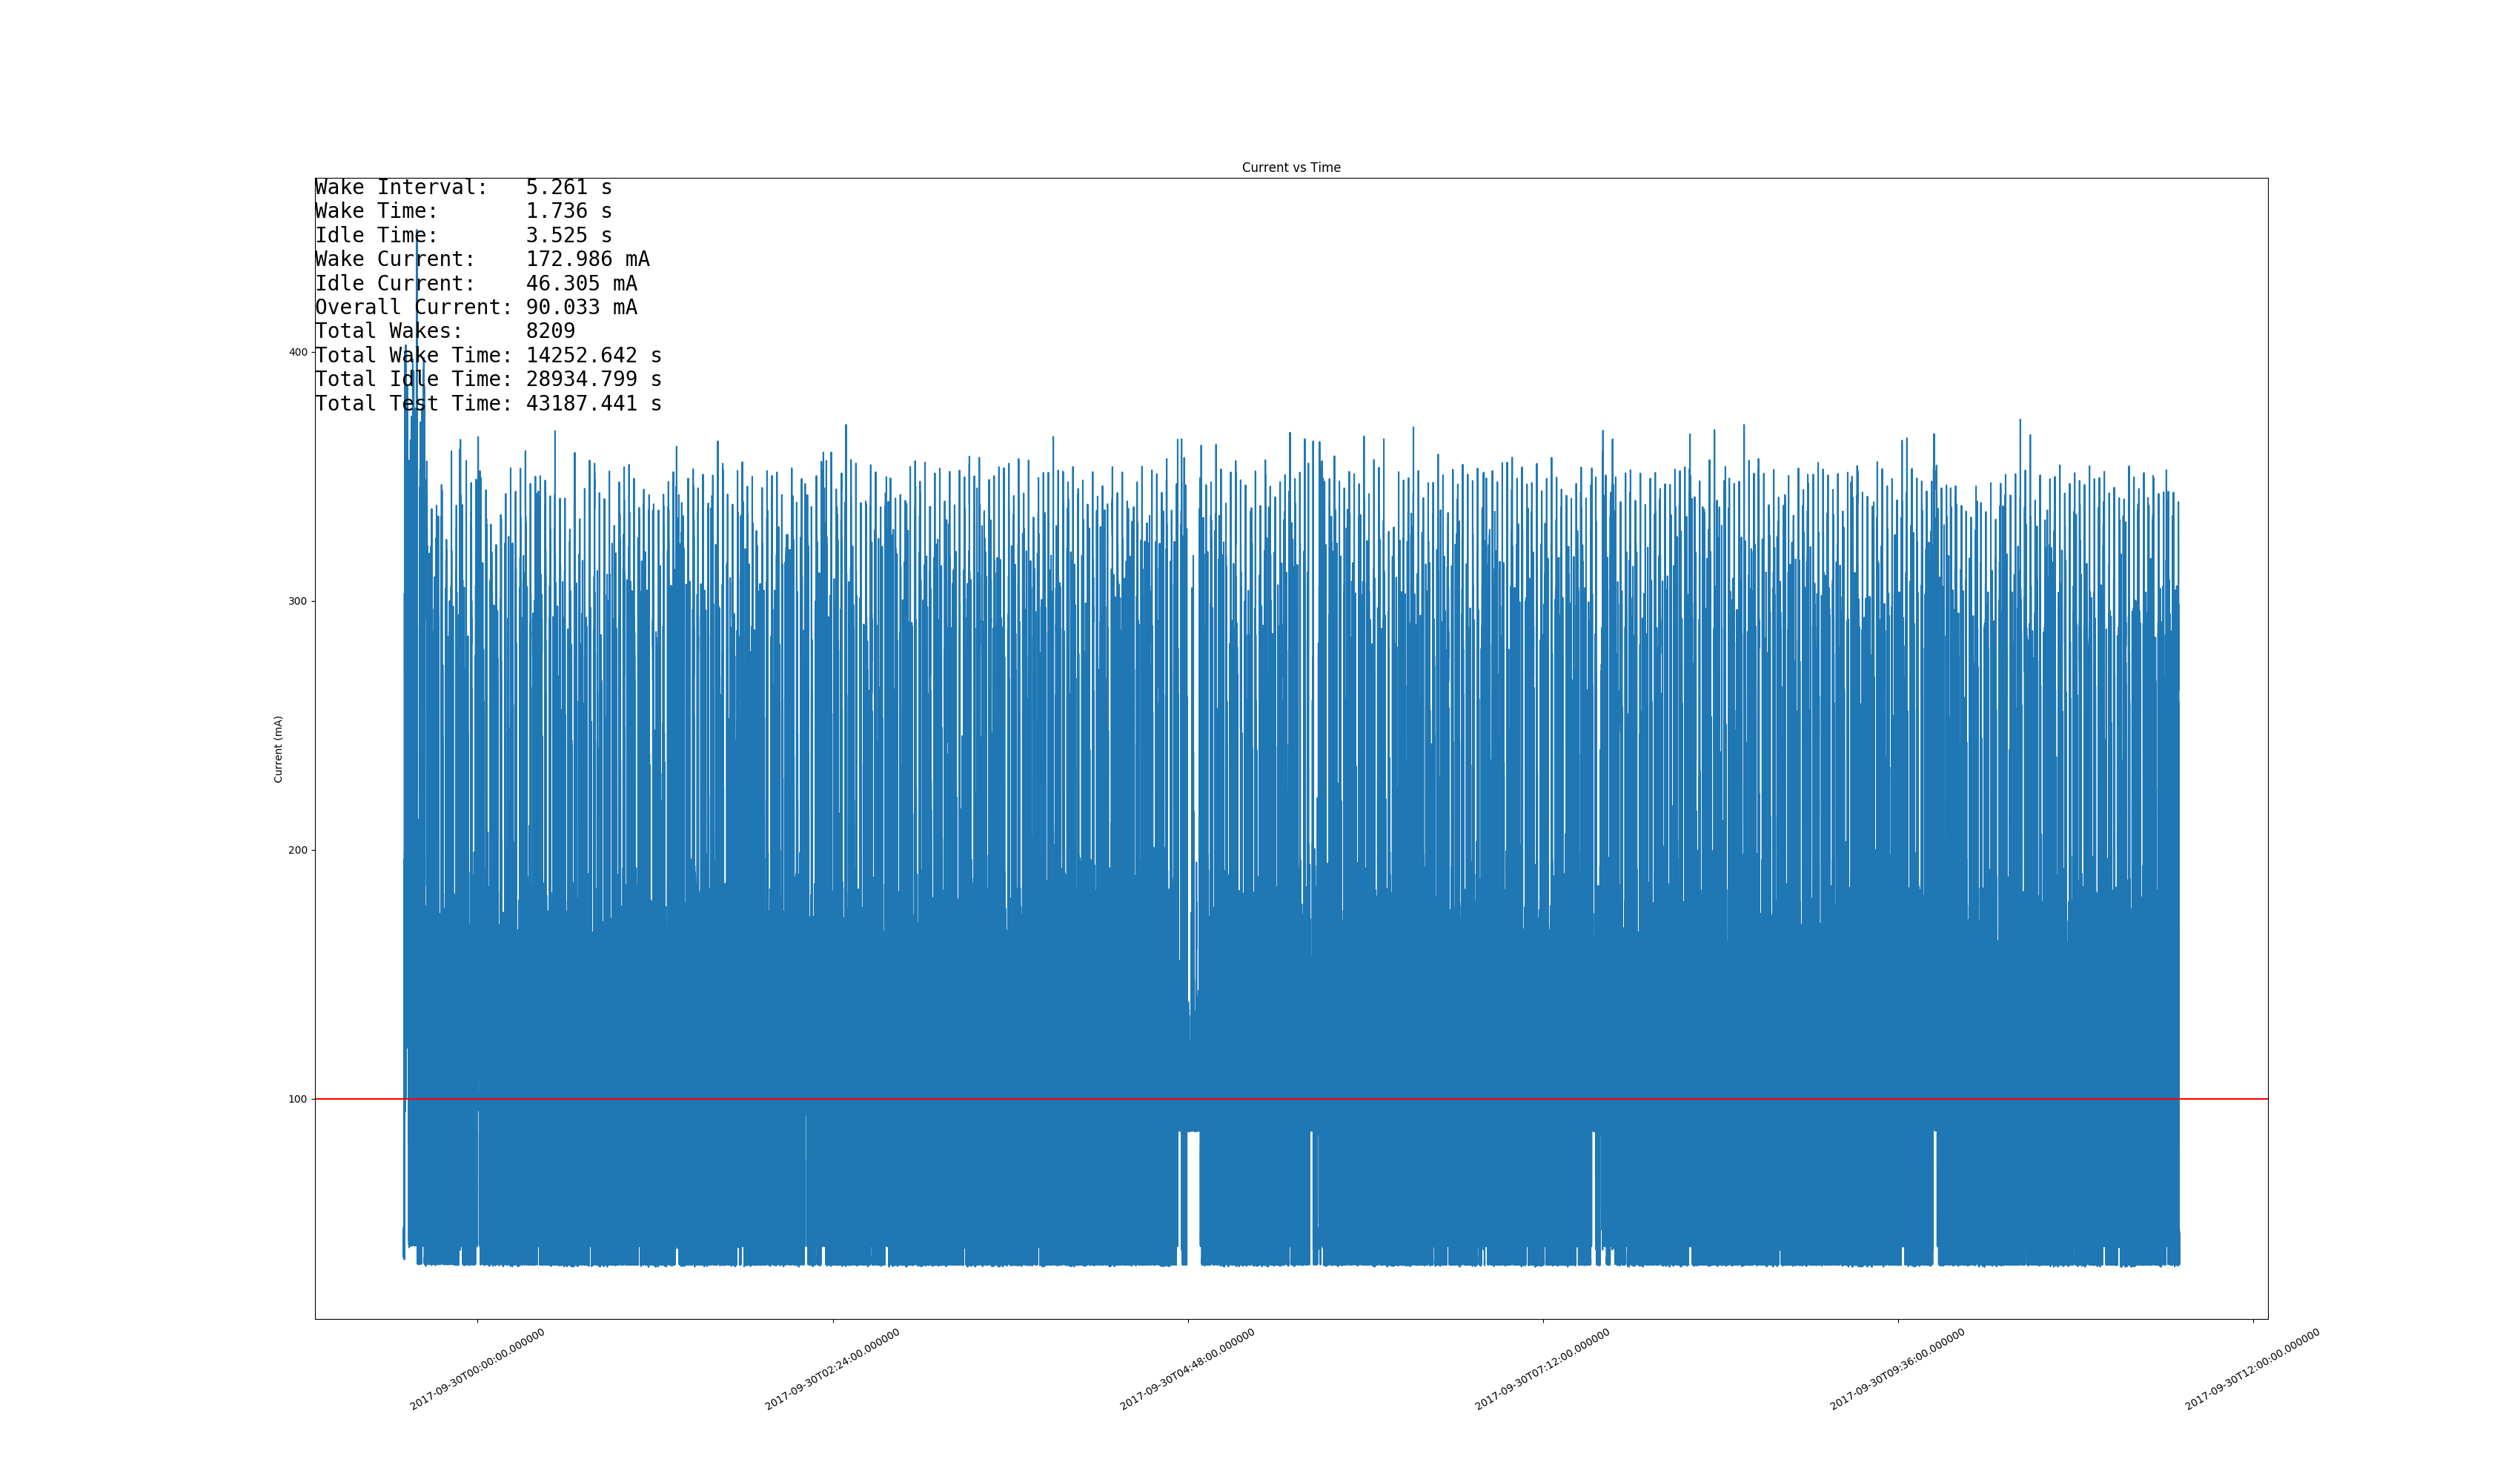 Current vs Time
Wake Interval:   5.261 s
Wake Time:       1.736 s
Idle Time:       3.525 s
Wake Current:    172.986 mA
Idle Current:    46.305 mA
Overall Current: 90.033 mA
Total Wakes:     8209
Total Wake Time: 14252.642 s
Total Idle Time: 28934.799 s
Total Test Time: 43187.441 s
400
300
200
100
Current (mA)
2017-09-30T00:00:00.000000
2017-09-30T02:24:00.000000
2017-09-30T04:48:00.000000
2017-09-30T07:12:00.000000
2017-09-30T09:36:00.000000
2017-09-30T12:00:00.000000